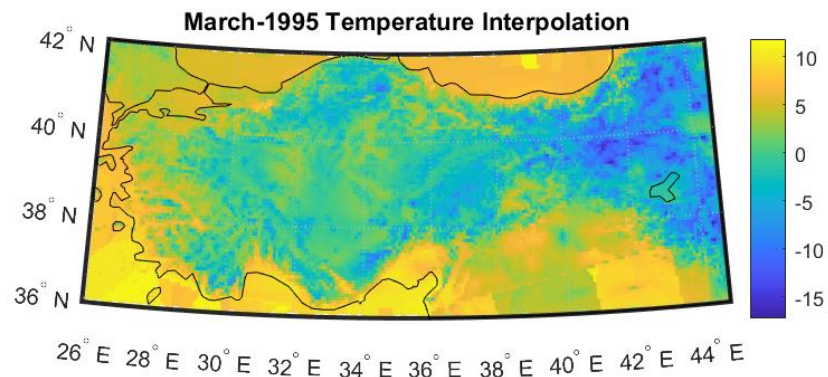 March-1995 Temperature Interpolation
42° N
40° N
38° N
36° N
26° E 28° E 30° E 32° E 34° E 36° E 38° E 40° E 42° E 44° E
10
5
0
-5
-10
-15